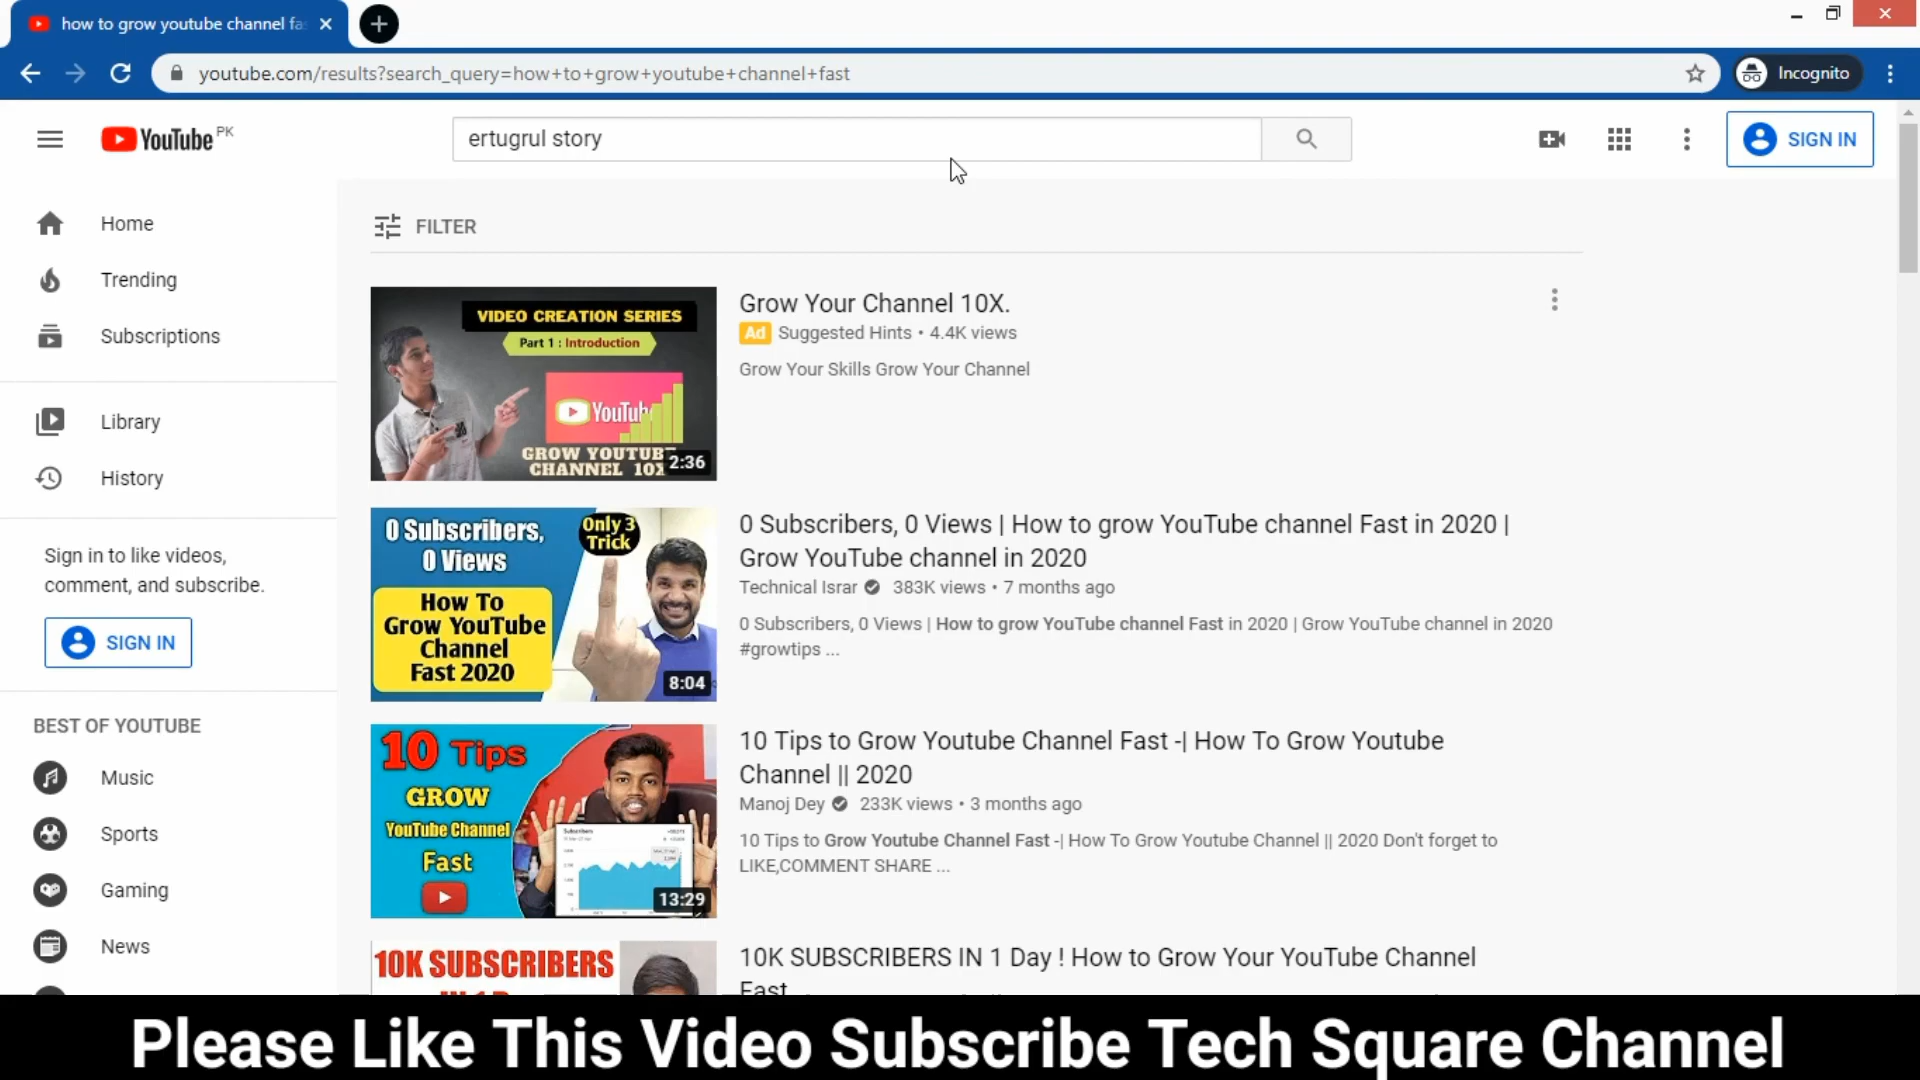 how to grow youtube channel fa
youtube.com/results?search_query=how+to+grow+youtube+channel+fast
Incognito
YouTube PK
ertugrul story
SIGN IN
Home
Trending
Subscriptions
Library
History
Sign in to like videos,
comment, and subscribe.
SIGN IN
BEST OF YOUTUBE
Music
Sports
Gaming
News
FILTER
VIDEO CREATION SERIES
Part 1 : Introduction
YouTub
GROW YOUTUBE
CHANNEL 10X
2:36
Grow Your Channel 10X.
Ad Suggested Hints • 4.4K views
Grow Your Skills Grow Your Channel
0 Subscribers,
0 Views
Only 3
Trick
How To
Grow YouTube
Channel
Fast 2020
8:04
0 Subscribers, 0 Views | How to grow YouTube channel Fast in 2020 |
Grow YouTube channel in 2020
Technical Israr 383K views • 7 months ago
0 Subscribers, 0 Views | How to grow YouTube channel Fast in 2020 | Grow YouTube channel in 2020
#growtips ...
10 Tips
GROW
YouTube Channel
Fast
Subscribers
13:29
10 Tips to Grow Youtube Channel Fast -| How To Grow Youtube
Channel || 2020
Manoj Dey 233K views • 3 months ago
10 Tips to Grow Youtube Channel Fast -| How To Grow Youtube Channel || 2020 Don't forget to
LIKE,COMMENT SHARE ...
10K SUBSCRIBERS
10K SUBSCRIBERS IN 1 Day ! How to Grow Your YouTube Channel
Fast
Please Like This Video Subscribe Tech Square Channel